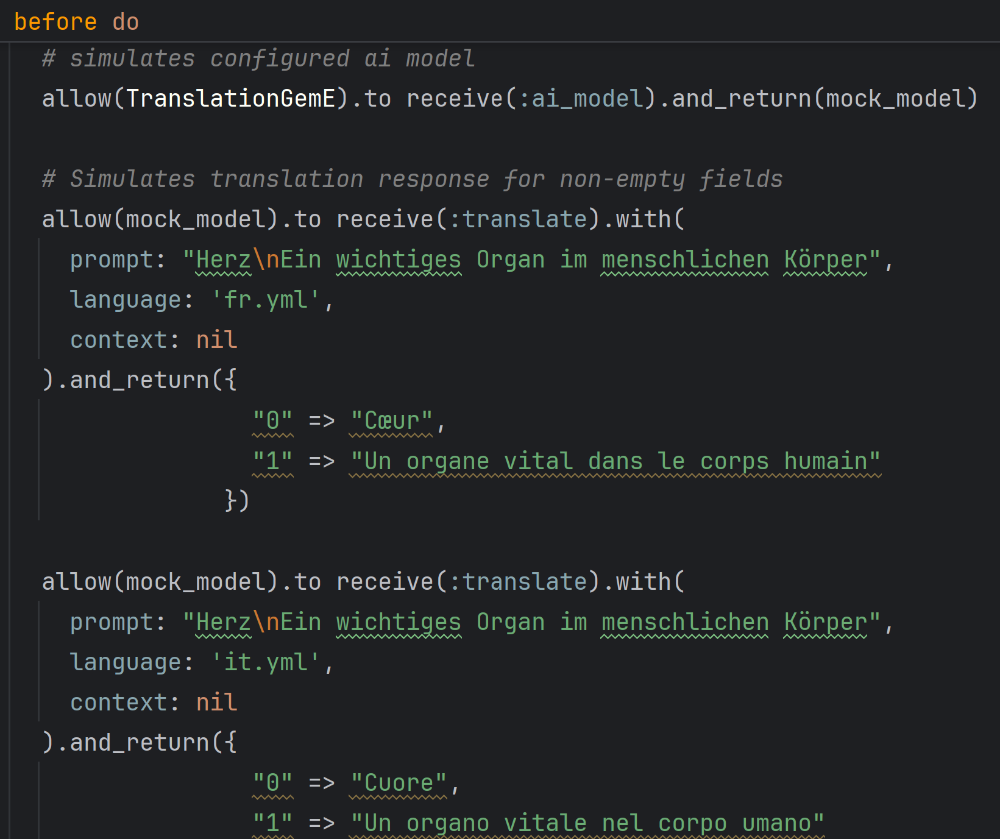 before do
# simulates configured ai model
allow(TranslationGemE).to receive(:ai_model).and_return(mock_model)
# Simulates translation response for non-empty fields
allow(mock_model).to receive(:translate).with(
prompt: "Herz\nEin wichtiges Organ im menschlichen Körper",
language: 'fr.yml',
context: nil
).and_return({
"0" => "Cœur",
"1" => "Un organe vital dans le corps humain"
})
allow(mock_model).to receive(:translate).with(
prompt: "Herz\nEin wichtiges Organ im menschlichen Körper",
language: 'it.yml',
context: nil
).and_return({
"0" => "Cuore",
"1" => "Un organo vitale nel corpo umano"